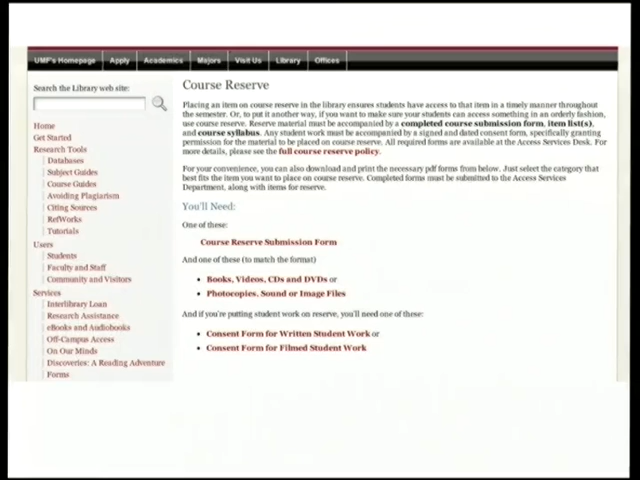 UMF's Homepage Apply Academics Majors Visit Us Library Offices
Search the Library web site:
Home
Get Started
Research Tools
Databases
Subject Guides
Course Guides
Avoiding Plagiarism
Citing Sources
RefWorks
Tutorials
Users
Students
Faculty and Staff
Community and Visitors
Services
Interlibrary Loan
Research Assistance
eBooks and Audiobooks
Off-Campus Access
On Our Minds
Discoveries: A Reading Adventure
Forms
Course Reserve
Placing an item on course reserve in the library ensures students have access to that item in a timely manner throughout
the semester. Or, to put it another way, if you want to make sure your students can access something in an orderly fashion,
use course reserve. Reserve material must be accompanied by a completed course submission form, item list(s),
and course syllabus. Any student work must be accompanied by a signed and dated consent form, specifically granting
permission for the material to be placed on course reserve. All required forms are available at the Access Services Desk. For
more details, please see the full course reserve policy.
For your convenience, you can also download and print the necessary pdf forms from below. Just select the category that
best fits the item you want to place on course reserve. Completed forms must be submitted to the Access Services
Department, along with items for reserve.
You'll Need:
One of these:
Course Reserve Submission Form
And one of these (to match the format)
• Books, Videos, CDs and DVDs or
• Photocopies, Sound or Image Files
And if you're putting student work on reserve, you'll need one of these:
• Consent Form for Written Student Work or
• Consent Form for Filmed Student Work